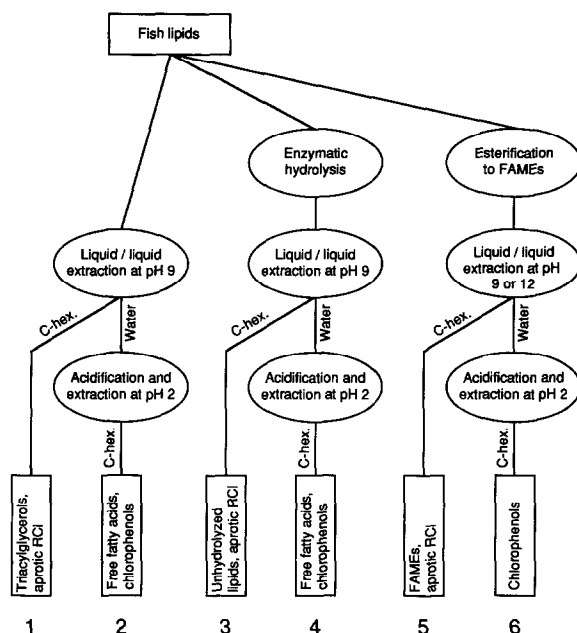 Fish lipids
Enzymatic
hydrolysis
Esterification
to FAMEs
Liquid / liquid
extraction at pH 9
Liquid / liquid
extraction at pH 9
Liquid / liquid
extraction at pH
9 or 12
C-hex.
Water
C-hex.
Water
C-hex.
Water
Acidification and
extraction at pH 2
Acidification and
extraction at pH 2
Acidification and
extraction at pH 2
C-hex.
C-hex.
C-hex.
Triacylglycerols,
aprotic RCl
Free fatty acids,
chlorophenols
Unhydrolyzed
lipids, aprotic RCl
Free fatty acids,
chlorophenols
FAMEs,
aprotic RCl
Chlorophenols
1 2 3 4 5 6